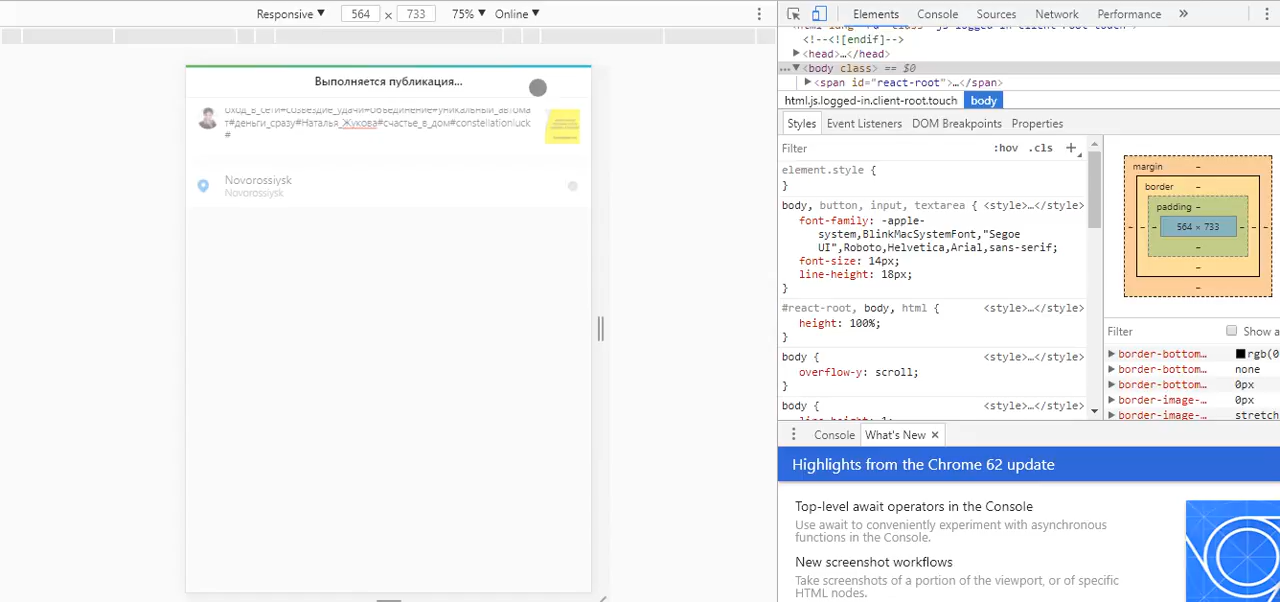 Responsive ▼ 564 x 733 75% ▼ Online ▼
Elements Console Sources Network Performance »
<!--<![endif]-->
▶<head>…</head>
…▼<body class> == $0
▶<span id="react-root">…</span>
html.js.logged-in.client-root.touch body
Styles Event Listeners DOM Breakpoints Properties
Filter :hov .cls +
element.style {
}
body, button, input, textarea { <style>…</style>
font-family: -apple-
system,BlinkMacSystemFont,"Segoe
UI",Roboto,Helvetica,Arial,sans-serif;
font-size: 14px;
line-height: 18px;
}
#react-root, body, html { <style>…</style>
height: 100%;
}
body { <style>…</style>
overflow-y: scroll;
}
body { <style>…</style>
line-height: 1;
margin –
border –
padding –
564 × 733
Filter Show a
border-bottom… rgb(0
border-bottom… none
border-bottom… 0px
border-image-… 0px
border-image-… stretch
Console What's New ×
Highlights from the Chrome 62 update
Top-level await operators in the Console
Use await to conveniently experiment with asynchronous
functions in the Console.
New screenshot workflows
Take screenshots of a portion of the viewport, or of specific
HTML nodes.
Выполняется публикация...
оход_в_сети#созвездие_удачи#объединение#уникальный_автома
т#деньги_сразу#Наталья_Жукова#счастье_в_дом#constellationluck
#
Novorossiysk
Novorossiysk